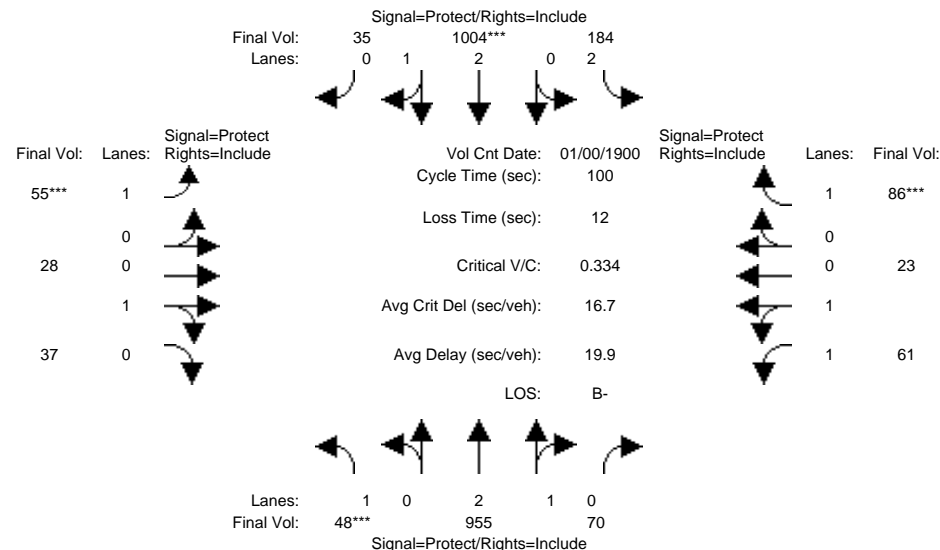 Signal=Protect/Rights=Include
Final Vol: 35 1004*** 184
Lanes: 0 1 2 0 2
Signal=Protect Signal=Protect
Final Vol: Lanes: Rights=Include Vol Cnt Date: 01/00/1900 Rights=Include Lanes: Final Vol:
Cycle Time (sec): 100
55*** 1 1 86***
Loss Time (sec): 12
0 0
28 0 Critical V/C: 0.334 0 23
1 Avg Crit Del (sec/veh): 16.7 1
37 0 Avg Delay (sec/veh): 19.9 1 61
LOS: B-
Lanes: 1 0 2 1 0
Final Vol: 48*** 955 70
Signal=Protect/Rights=Include